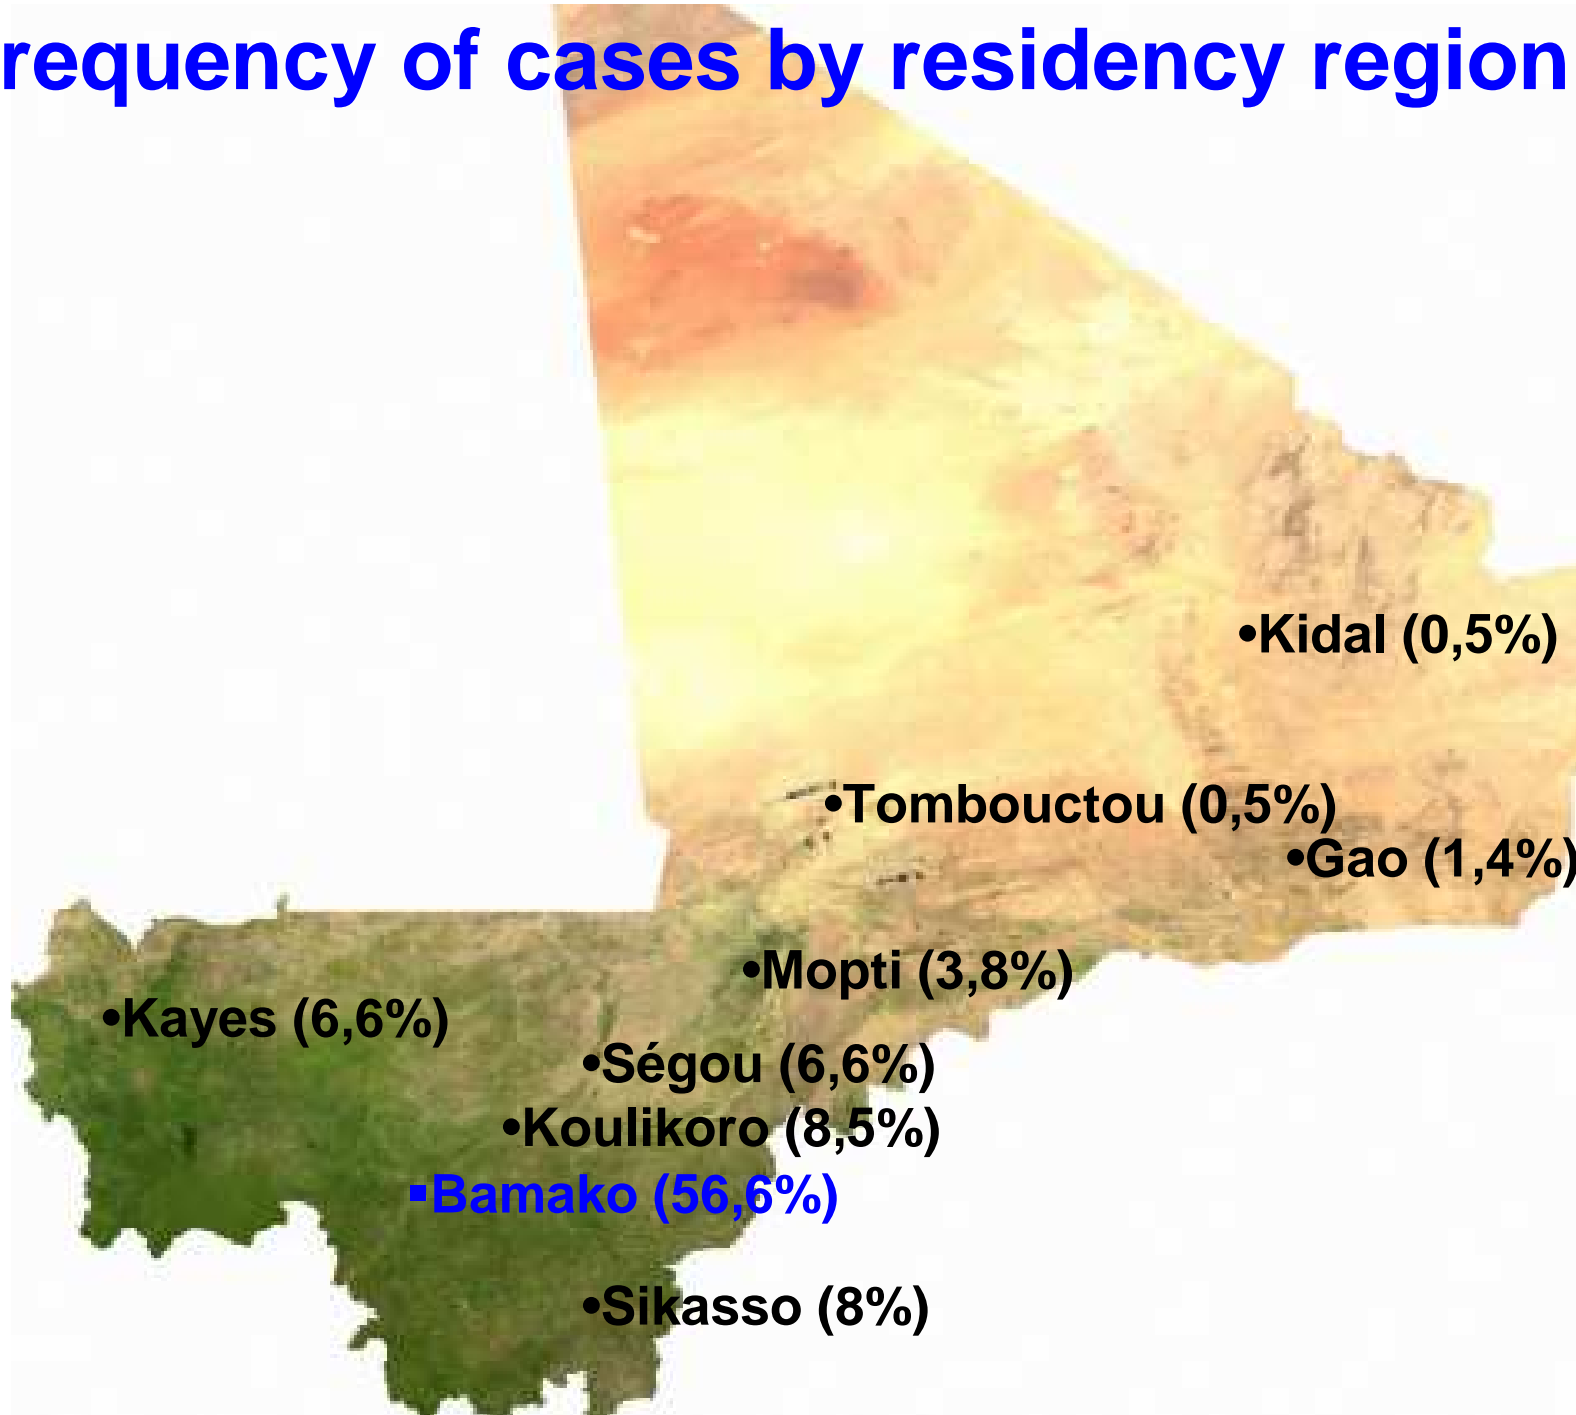 requency of cases by residency region
•Kidal (0,5%)
•Tombouctou (0,5%)
•Gao (1,4%)
•Mopti (3,8%)
•Kayes (6,6%)
•Ségou (6,6%)
•Koulikoro (8,5%)
▪Bamako (56,6%)
•Sikasso (8%)